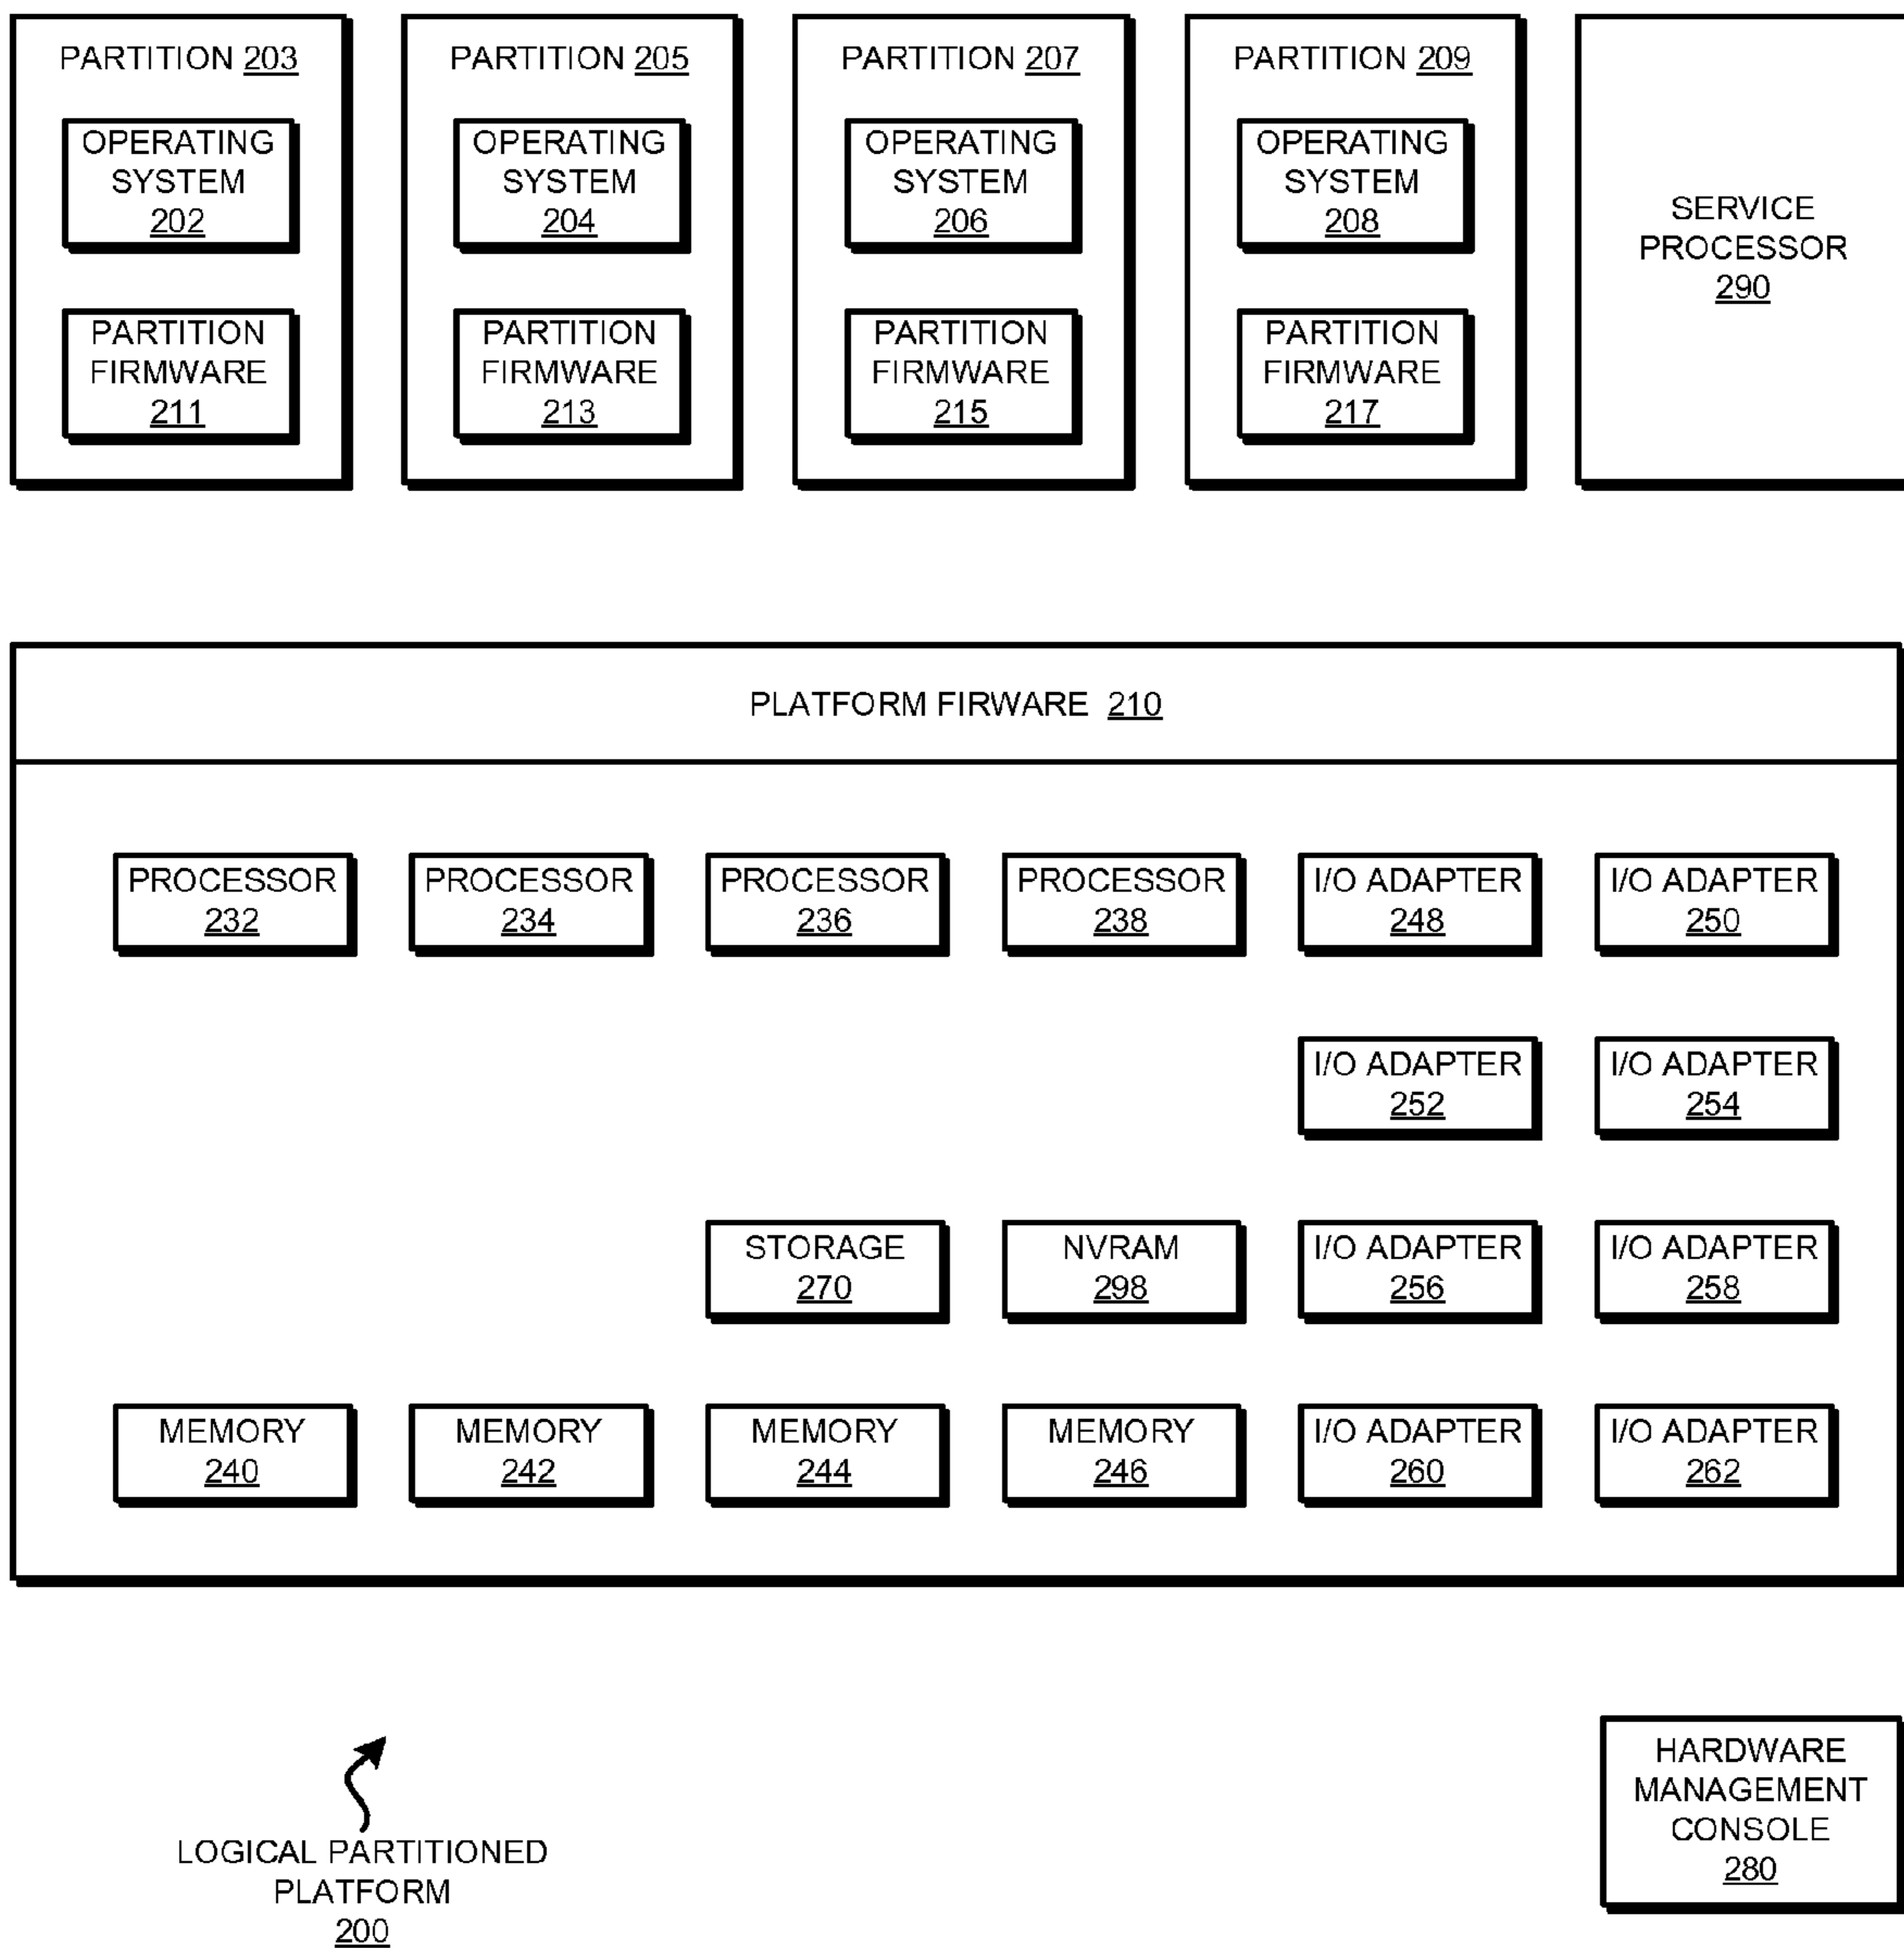 PARTITION 203
OPERATING
SYSTEM
202
PARTITION
FIRMWARE
211
PARTITION 205
OPERATING
SYSTEM
204
PARTITION
FIRMWARE
213
PARTITION 207
OPERATING
SYSTEM
206
PARTITION
FIRMWARE
215
PARTITION 209
OPERATING
SYSTEM
208
PARTITION
FIRMWARE
217
SERVICE
PROCESSOR
290
PLATFORM FIRWARE 210
PROCESSOR
232
PROCESSOR
234
PROCESSOR
236
PROCESSOR
238
I/O ADAPTER
248
I/O ADAPTER
250
I/O ADAPTER
252
I/O ADAPTER
254
STORAGE
270
NVRAM
298
I/O ADAPTER
256
I/O ADAPTER
258
MEMORY
240
MEMORY
242
MEMORY
244
MEMORY
246
I/O ADAPTER
260
I/O ADAPTER
262
LOGICAL PARTITIONED
PLATFORM
200
HARDWARE
MANAGEMENT
CONSOLE
280